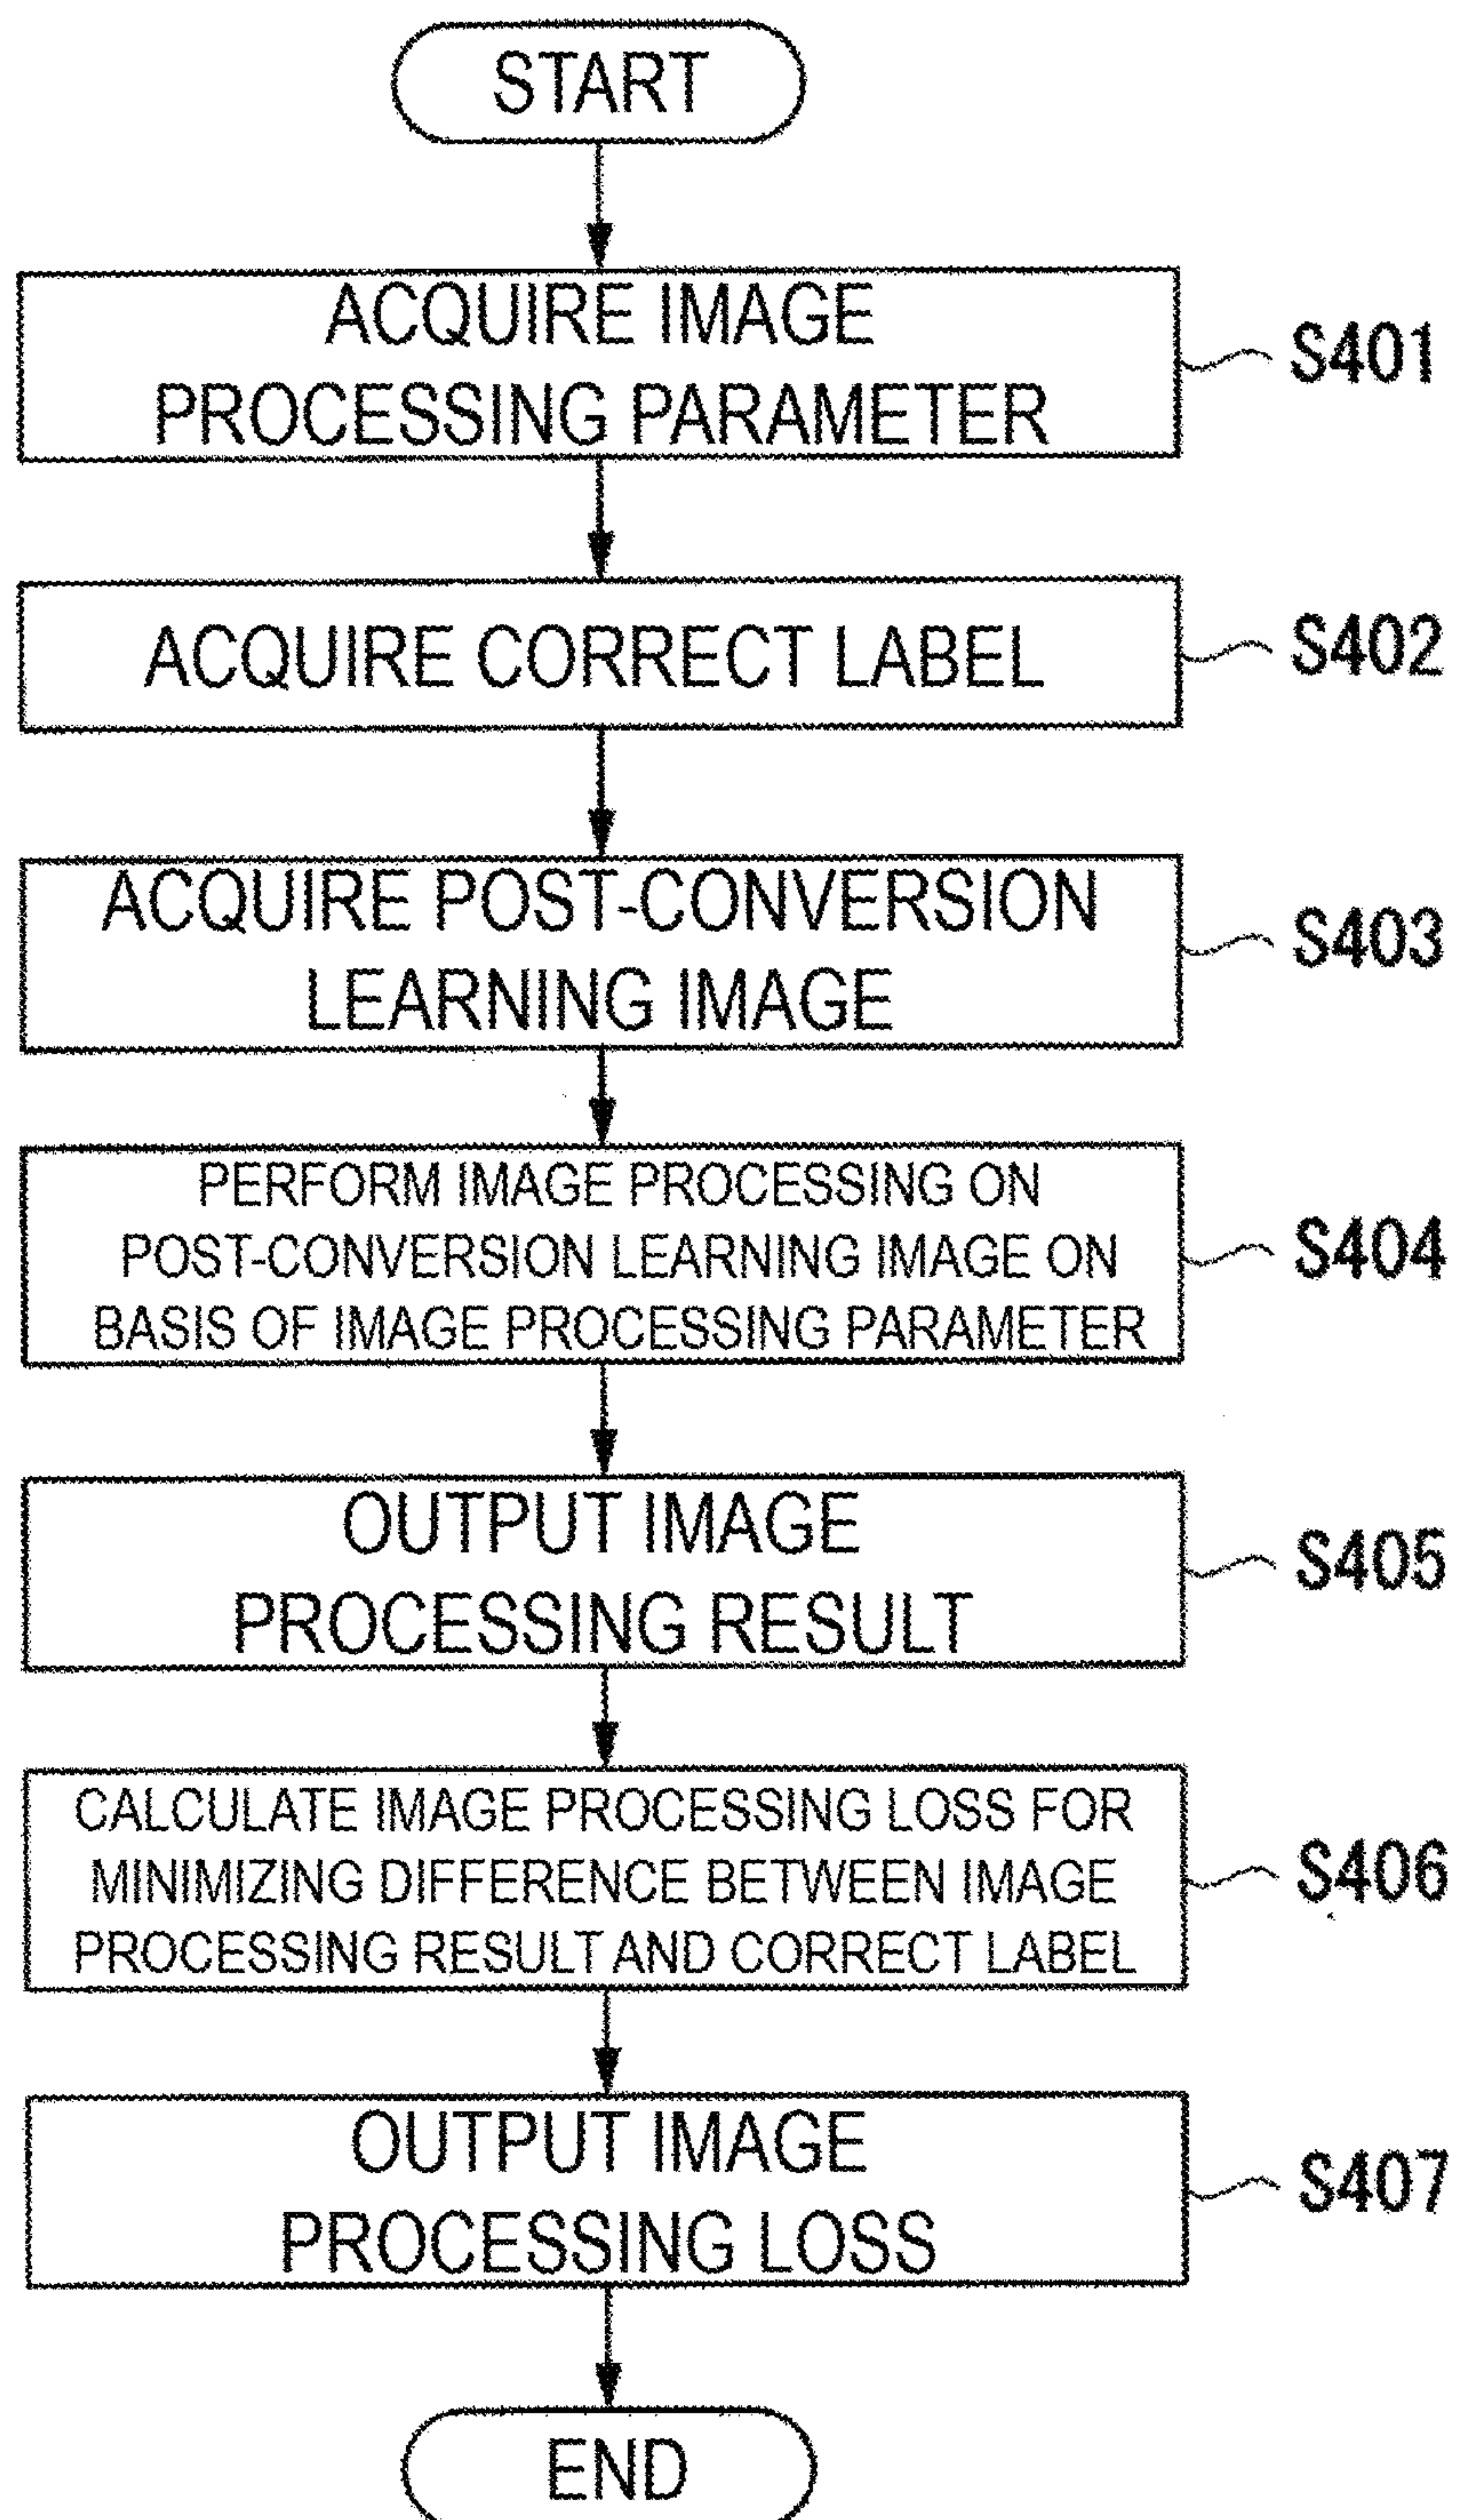 START
ACQUIRE IMAGE
PROCESSING PARAMETER
S401
ACQUIRE CORRECT LABEL
S402
ACQUIRE POST-CONVERSION
LEARNING IMAGE
S403
PERFORM IMAGE PROCESSING ON
POST-CONVERSION LEARNING IMAGE ON
BASIS OF IMAGE PROCESSING PARAMETER
S404
OUTPUT IMAGE
PROCESSING RESULT
S405
CALCULATE IMAGE PROCESSING LOSS FOR
MINIMIZING DIFFERENCE BETWEEN IMAGE
PROCESSING RESULT AND CORRECT LABEL
S406
OUTPUT IMAGE
PROCESSING LOSS
S407
END